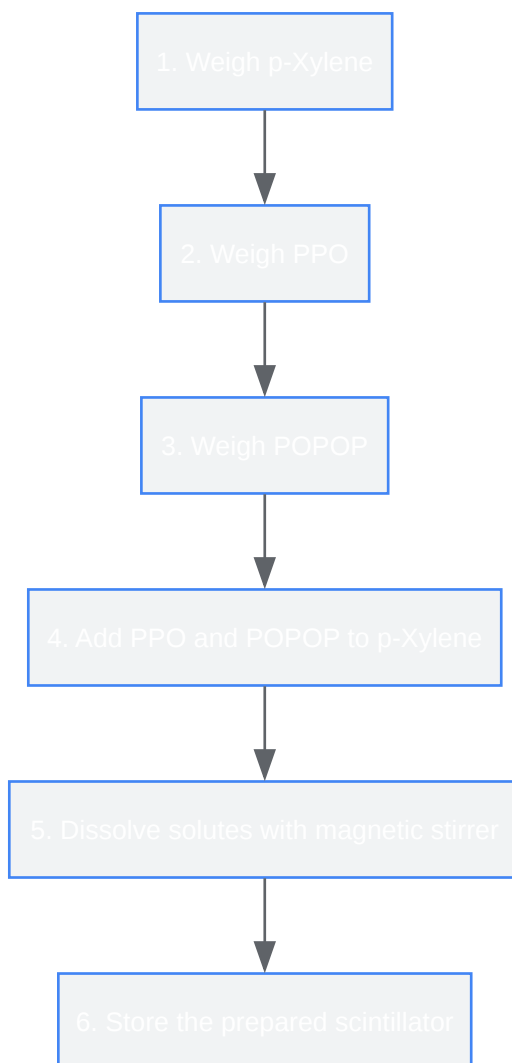 1. Weigh p-Xylene
2. Weigh PPO
3. Weigh POPOP
4. Add PPO and POPOP to p-Xylene
5. Dissolve solutes with magnetic stirrer
6. Store the prepared scintillator